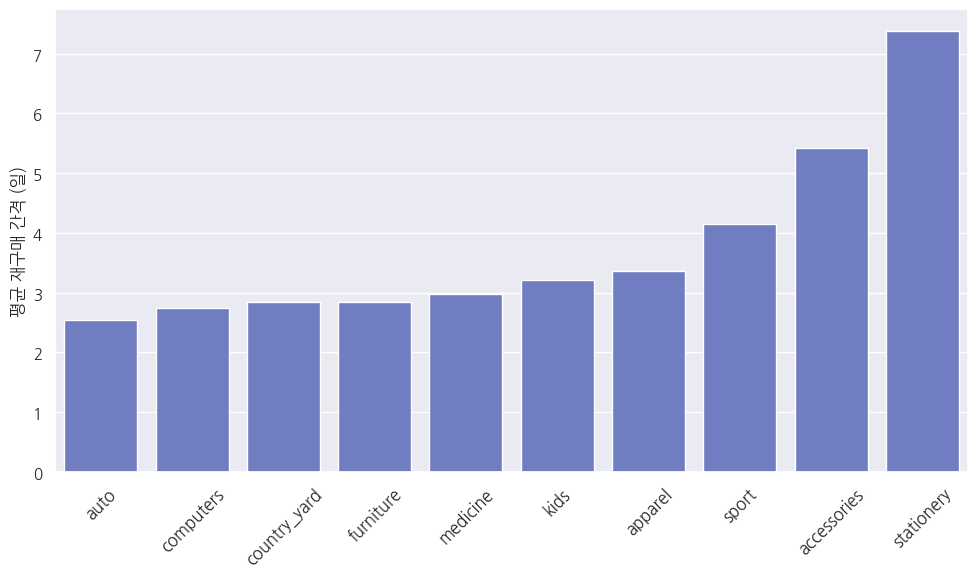 평균 재구매 간격 (일)
7
6
5
4
3
2
1
0
auto
computers
country_yard
furniture
medicine
kids
apparel
sport
accessories
stationery